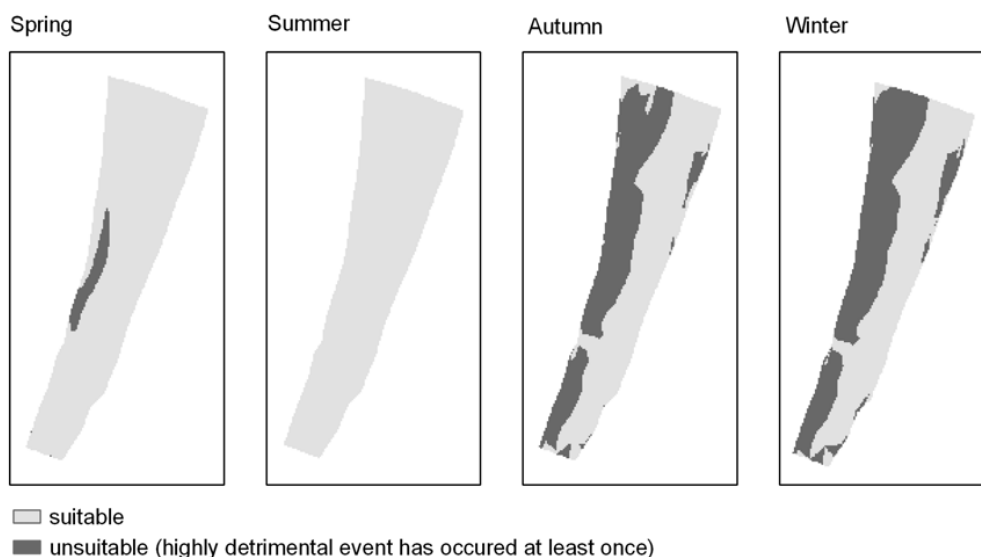 Spring
Summer
Autumn
Winter
suitable
unsuitable (highly detrimental event has occured at least once)